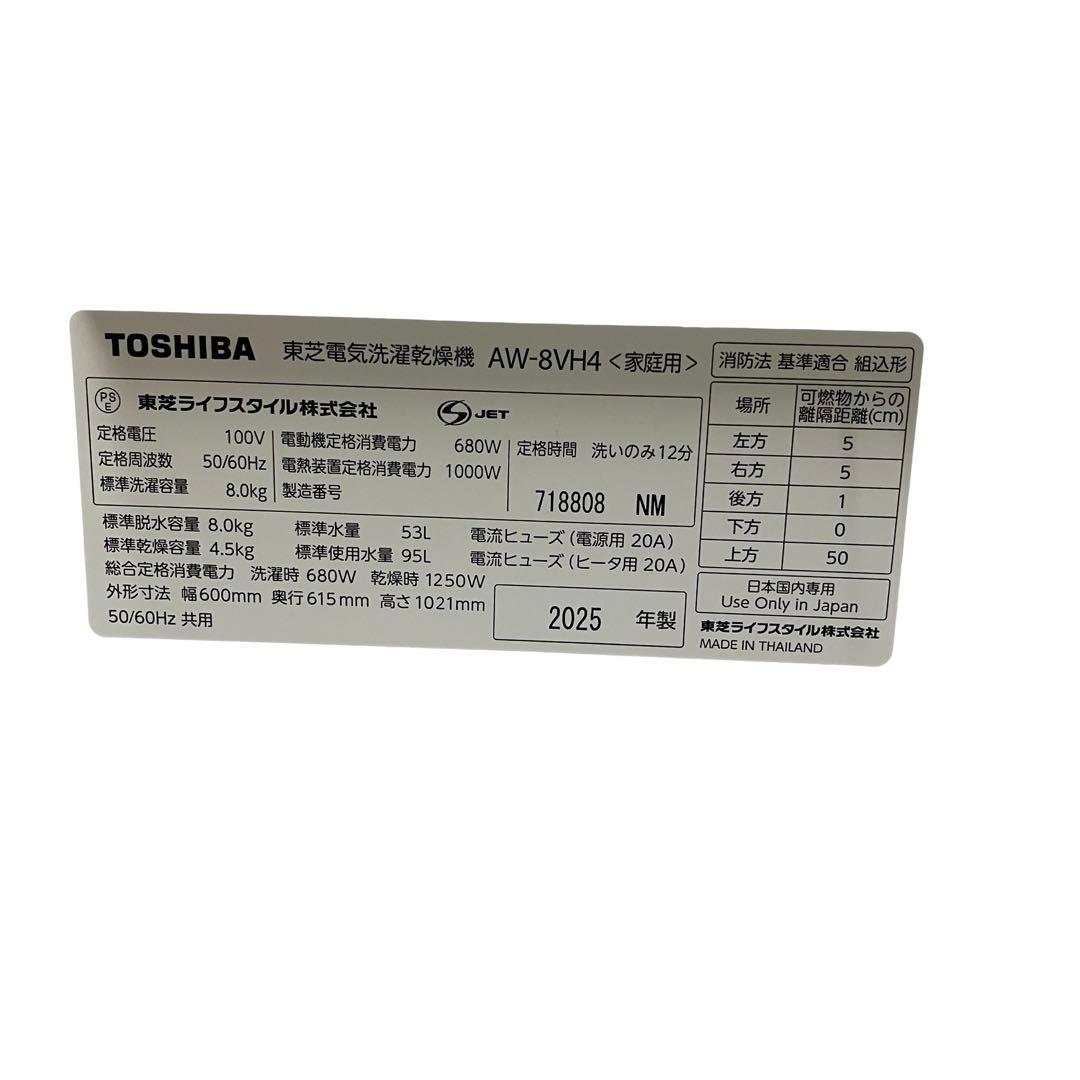 TOSHIBA 東芝電気洗濯乾燥機 AW-8VH4 <家庭用>
PS E 東芝ライフスタイル株式会社 S JET
定格電圧 100V
定格周波数 50/60Hz
標準洗濯容量 8.0kg
電動機定格消費電力 680W
電熱装置定格消費電力 1000W
製造番号
定格時間 洗いのみ12分
718808 NM
標準脱水容量 8.0kg 標準水量 53L 電流ヒューズ(電源用 20A)
標準乾燥容量 4.5kg 標準使用水量 95L 電流ヒューズ(ヒータ用 20A)
総合定格消費電力 洗濯時 680W 乾燥時 1250W
外形寸法 幅600mm 奥行615mm 高さ1021mm
50/60Hz 共用
2025 年製
消防法 基準適合 組込形
場所 可燃物からの
離隔距離(cm)
左方 5
右方 5
後方 1
下方 0
上方 50
日本国内専用
Use Only in Japan
東芝ライフスタイル株式会社
MADE IN THAILAND